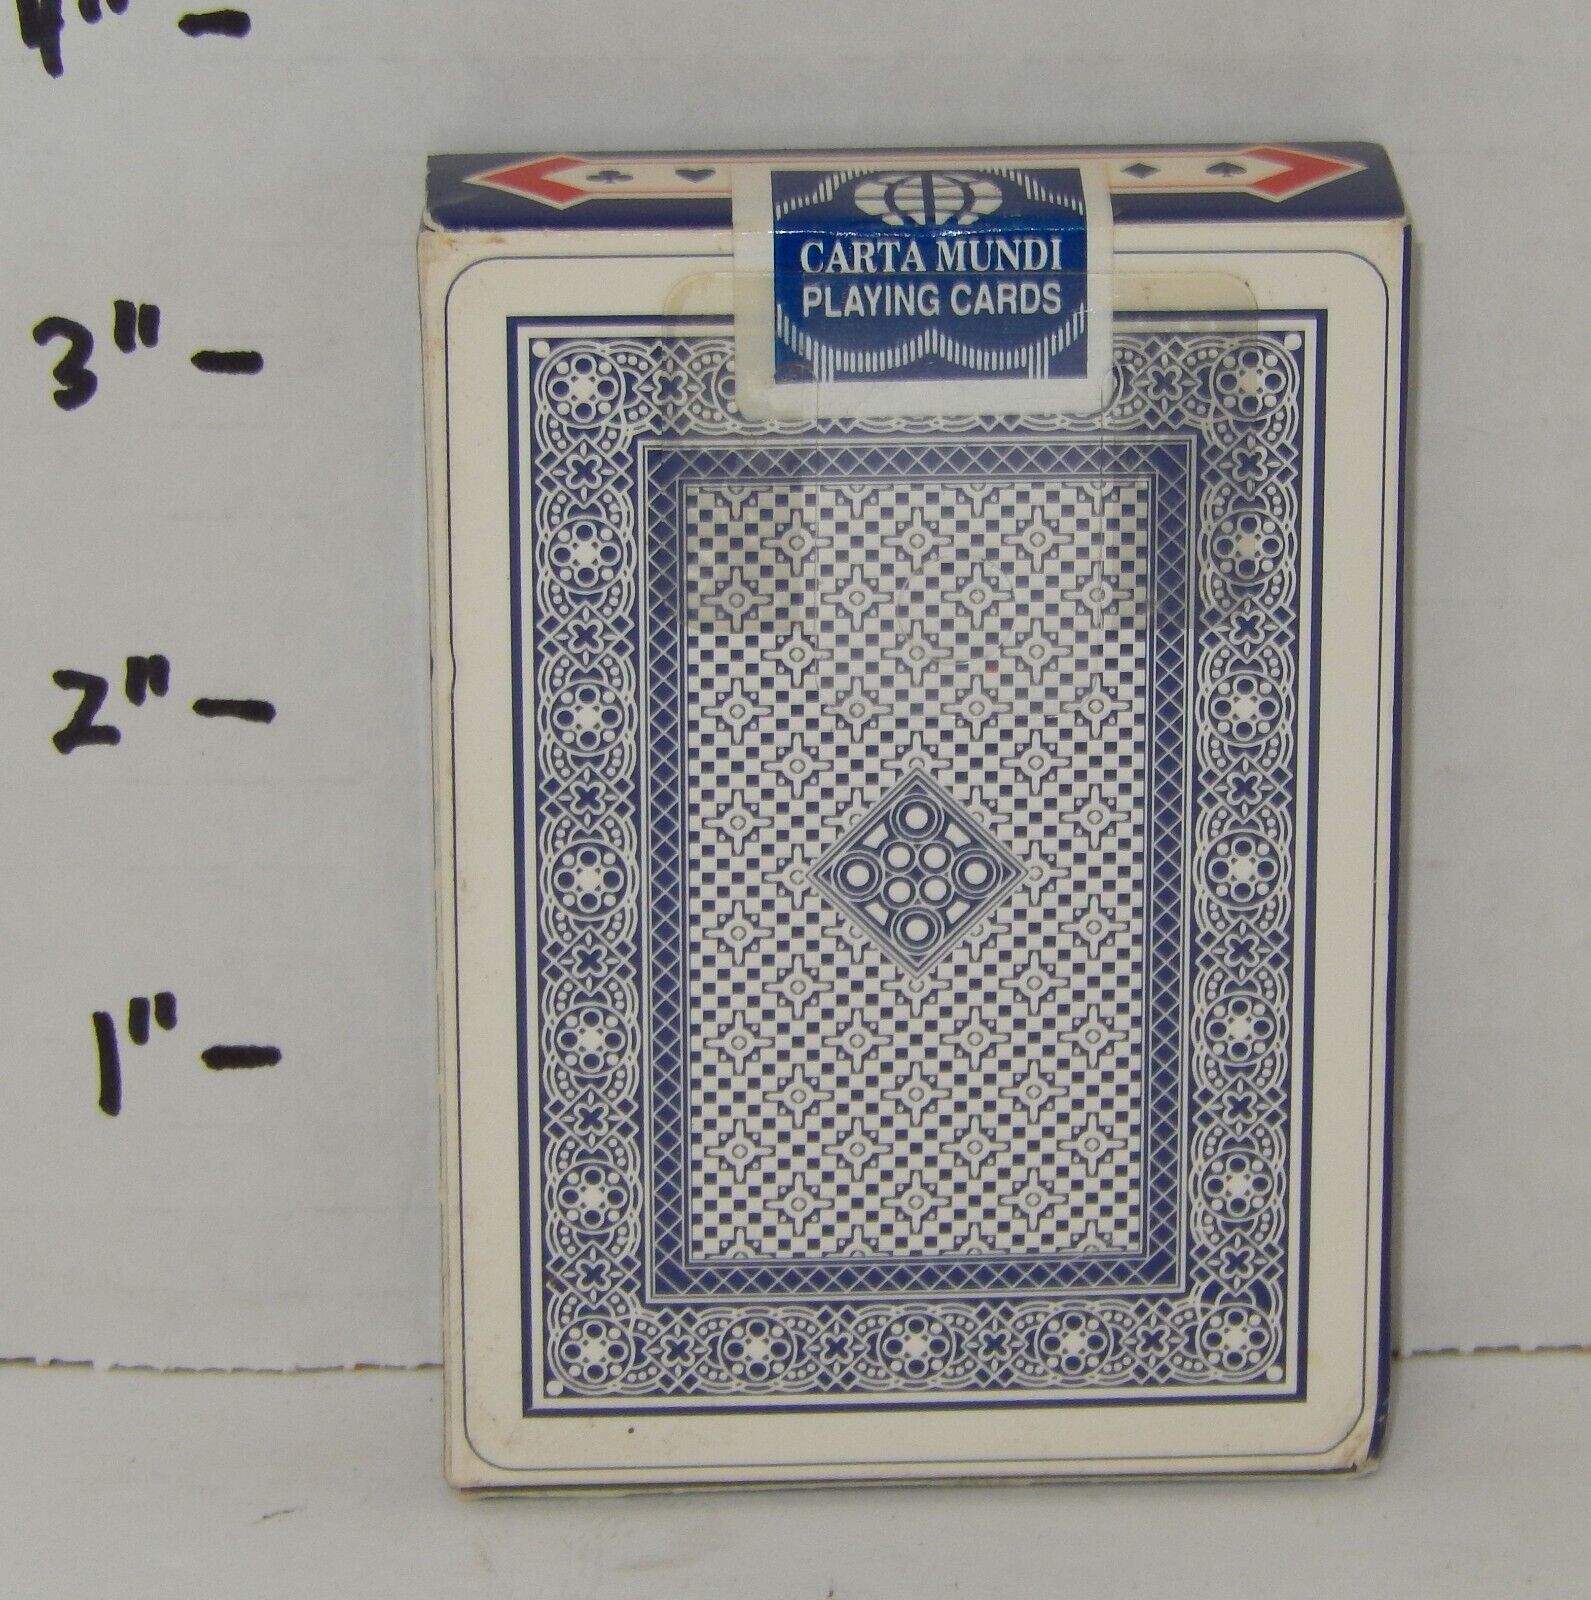 4" -
CARTA MUNDI
PLAYING CARDS
3" -
2" -
1" -